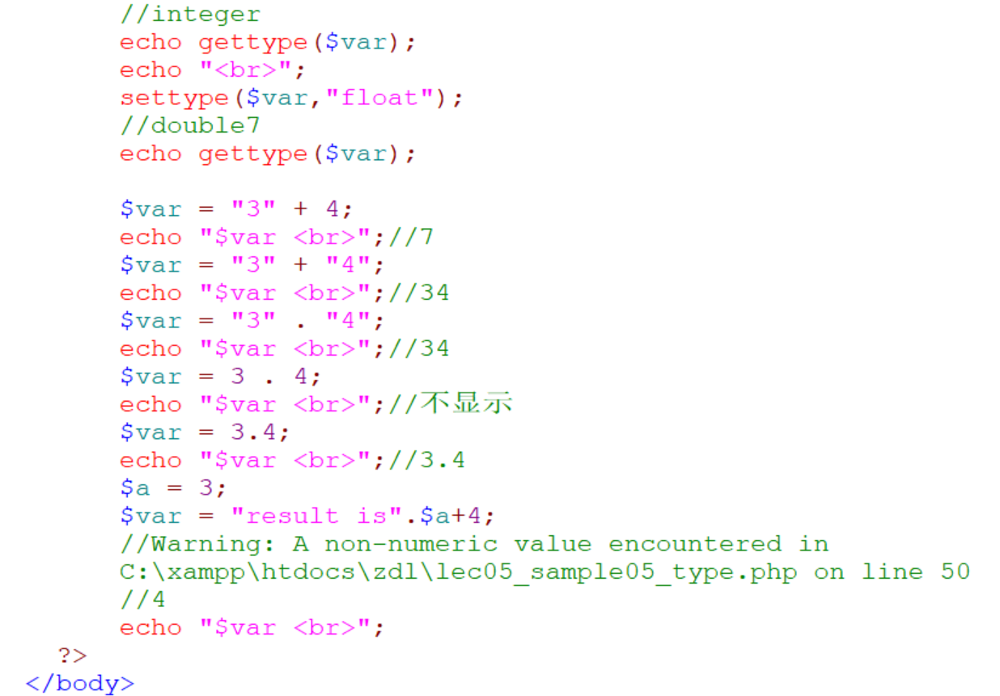 //integer
echo gettype($var);
echo "<br>";
settype($var,"float");
//double7
echo gettype($var);
$var = "3" + 4;
echo "$var <br>";//7
$var = "3" + "4";
echo "$var <br>";//34
$var = "3" . "4";
echo "$var <br>";//34
$var = 3 . 4;
echo "$var <br>";//不显示
$var = 3.4;
echo "$var <br>";//3.4
$a = 3;
$var = "result is".$a+4;
//Warning: A non-numeric value encountered in
C:\xampp\htdocs\zdl\lec05_sample05_type.php on line 50
//4
echo "$var <br>";
?>
</body>